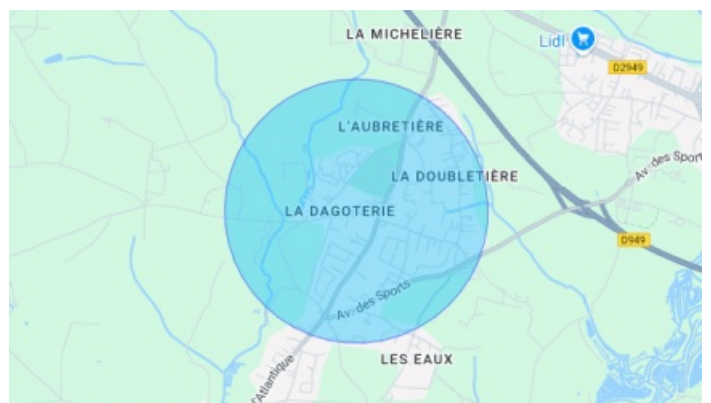 LA MICHELIÈRE
Lidl
D2949
L'AUBRETIÈRE
LA DOUBLETIÈRE
Av. des Sports
LA DAGOTERIE
D949
Av. des Sports
LES EAUX
l'Atlantique